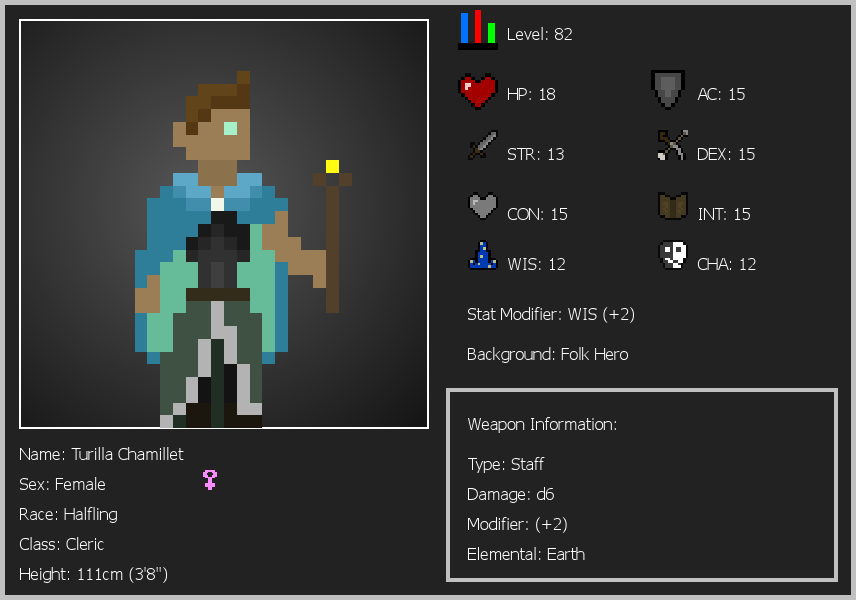 Level: 82
HP: 18
AC: 15
STR: 13
DEX: 15
CON: 15
INT: 15
WIS: 12
CHA: 12
Stat Modifier: WIS (+2)
Background: Folk Hero
Weapon Information:
Type: Staff
Damage: d6
Modifier: (+2)
Elemental: Earth
Name: Turilla Chamillet
Sex: Female
Race: Halfling
Class: Cleric
Height: 111cm (3'8")